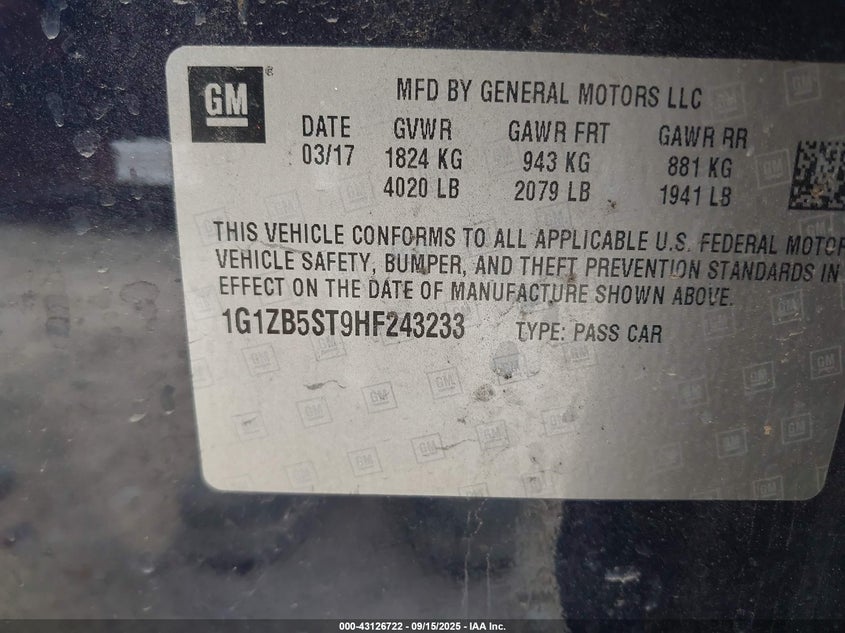 GM
MFD BY GENERAL MOTORS LLC
DATE GVWR GAWR FRT GAWR RR
03/17 1824 KG 943 KG 881 KG
4020 LB 2079 LB 1941 LB
THIS VEHICLE CONFORMS TO ALL APPLICABLE U.S. FEDERAL MOTOR
VEHICLE SAFETY, BUMPER, AND THEFT PREVENTION STANDARDS IN
EFFECT ON THE DATE OF MANUFACTURE SHOWN ABOVE.
1G1ZB5ST9HF243233 TYPE: PASS CAR
000-43126722 - 09/15/2025 - IAA Inc.